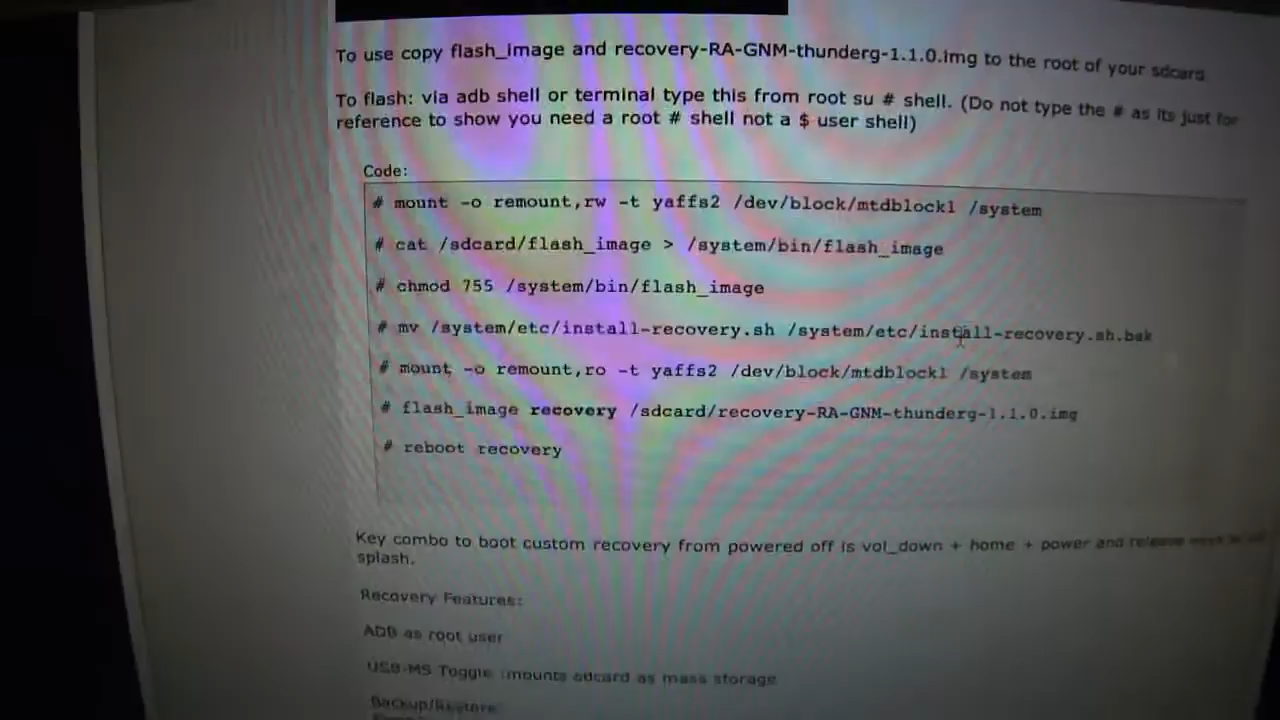 To use copy flash_image and recovery-RA-GNM-thunderg-1.1.0.img to the root of your sdcard
To flash: via adb shell or terminal type this from root su # shell. (Do not type the # as its just for
reference to show you need a root # shell not a $ user shell)
Code:
# mount -o remount,rw -t yaffs2 /dev/block/mtdblock1 /system
# cat /sdcard/flash_image > /system/bin/flash_image
# chmod 755 /system/bin/flash_image
# mv /system/etc/install-recovery.sh /system/etc/install-recovery.sh.bak
# mount -o remount,ro -t yaffs2 /dev/block/mtdblock1 /system
# flash_image recovery /sdcard/recovery-RA-GNM-thunderg-1.1.0.img
# reboot recovery
Key combo to boot custom recovery from powered off is vol_down + home + power and release
splash.
Recovery Features:
ADB as root user
USB-MS Toggle :mounts sdcard as mass storage
Backup/Restore